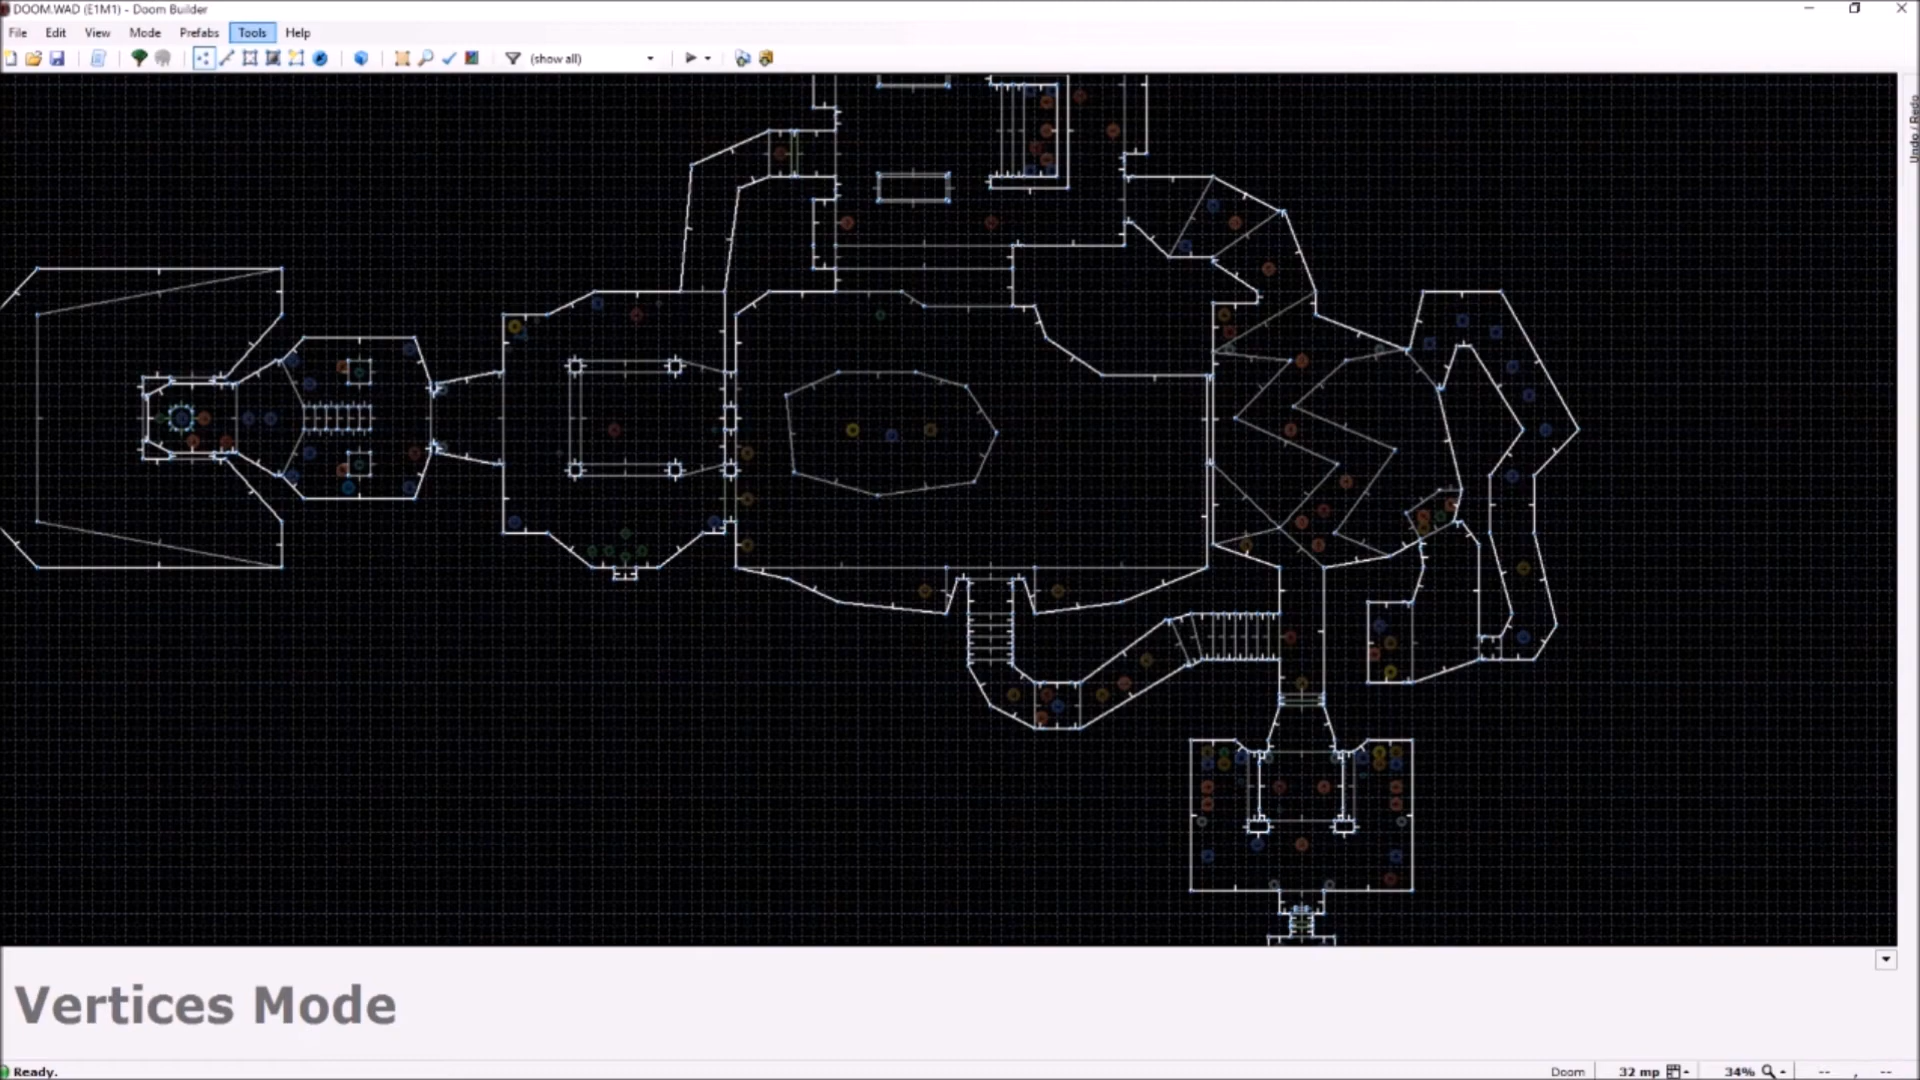 DOOM.WAD (E1M1) - Doom Builder
File Edit View Mode Prefabs Tools Help
(show all)
Undo / Redo
Vertices Mode
Ready.
Doom 32 mp 34% -- , --